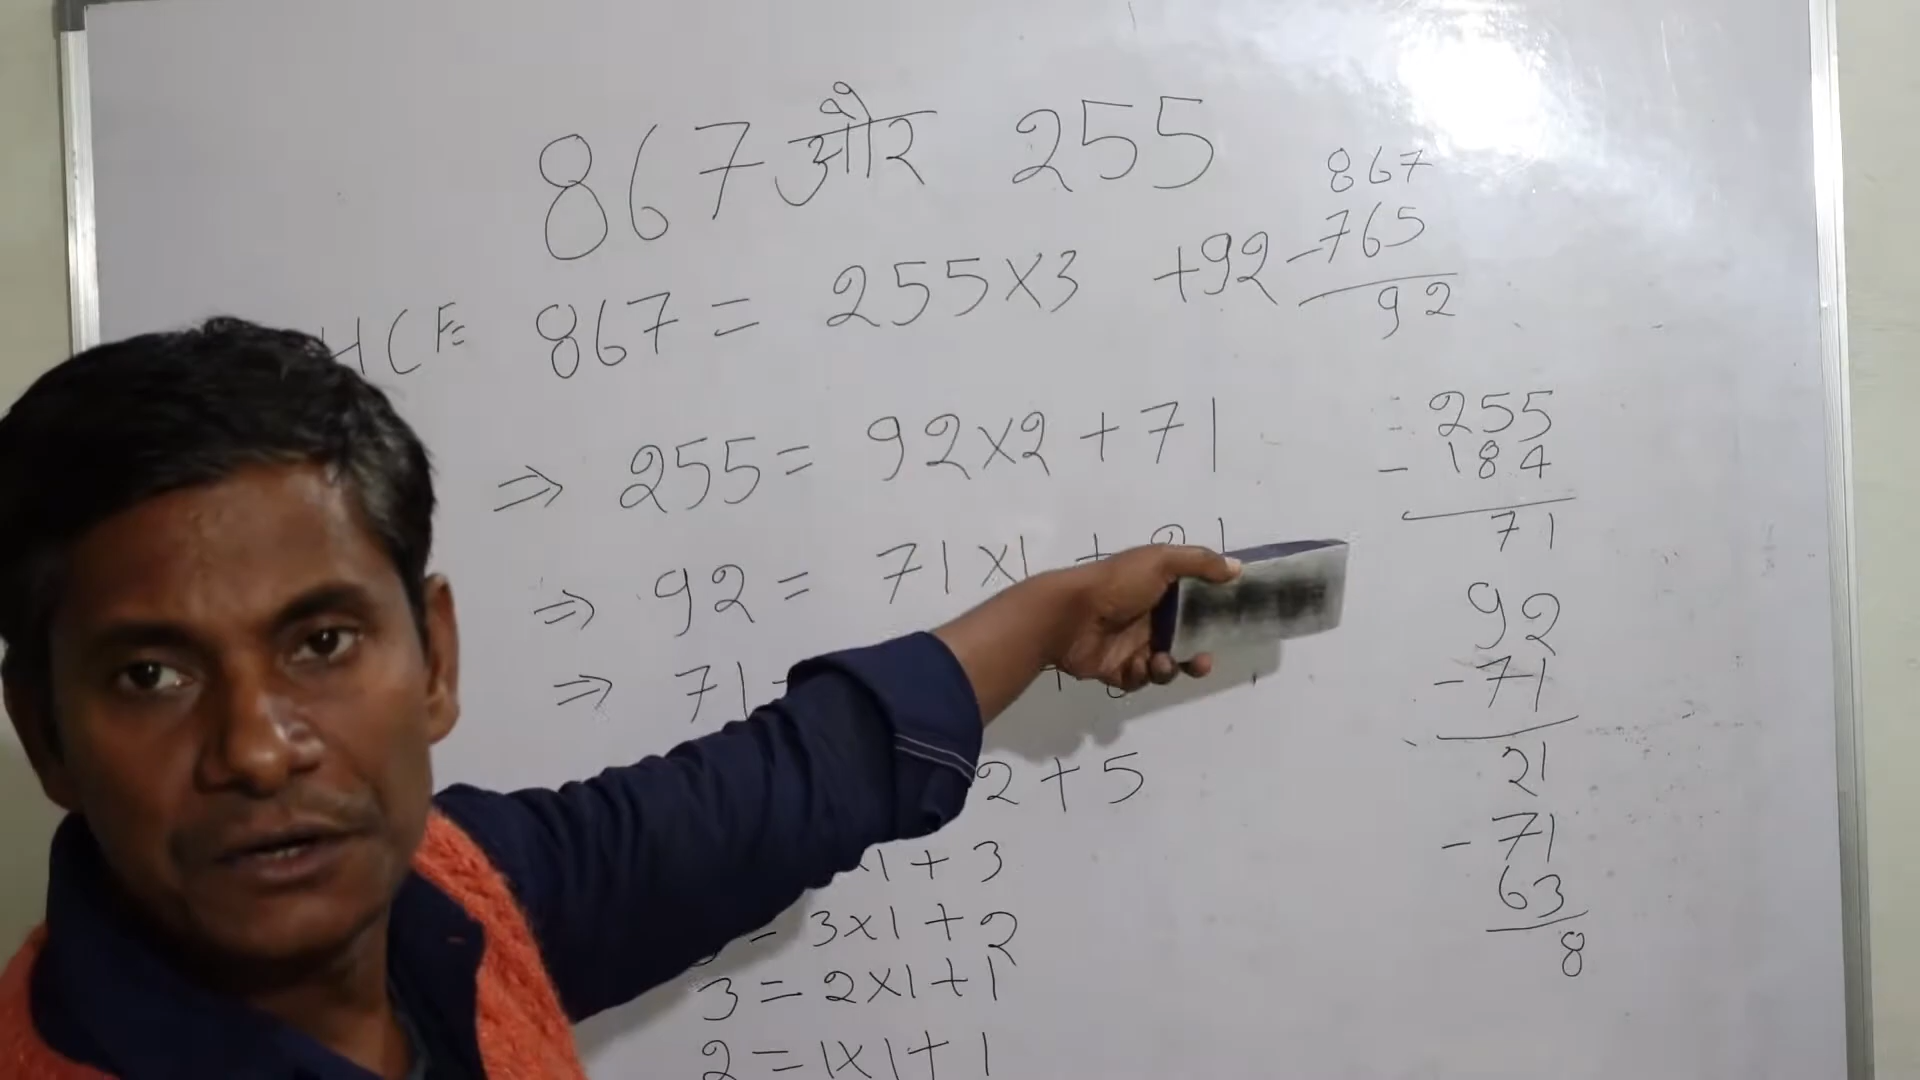 867 और 255
HCF= 867 = 255×3 +92
⇒ 255 = 92×2 + 71
⇒ 92 = 71×1 + 21
⇒ 71
2 + 5
×1 + 3
= 3×1 + 2
3 = 2×1+1
2 = 1×1+1
867
-765
92
= 255
- 184
71
92
- 71
21
- 71
63
8